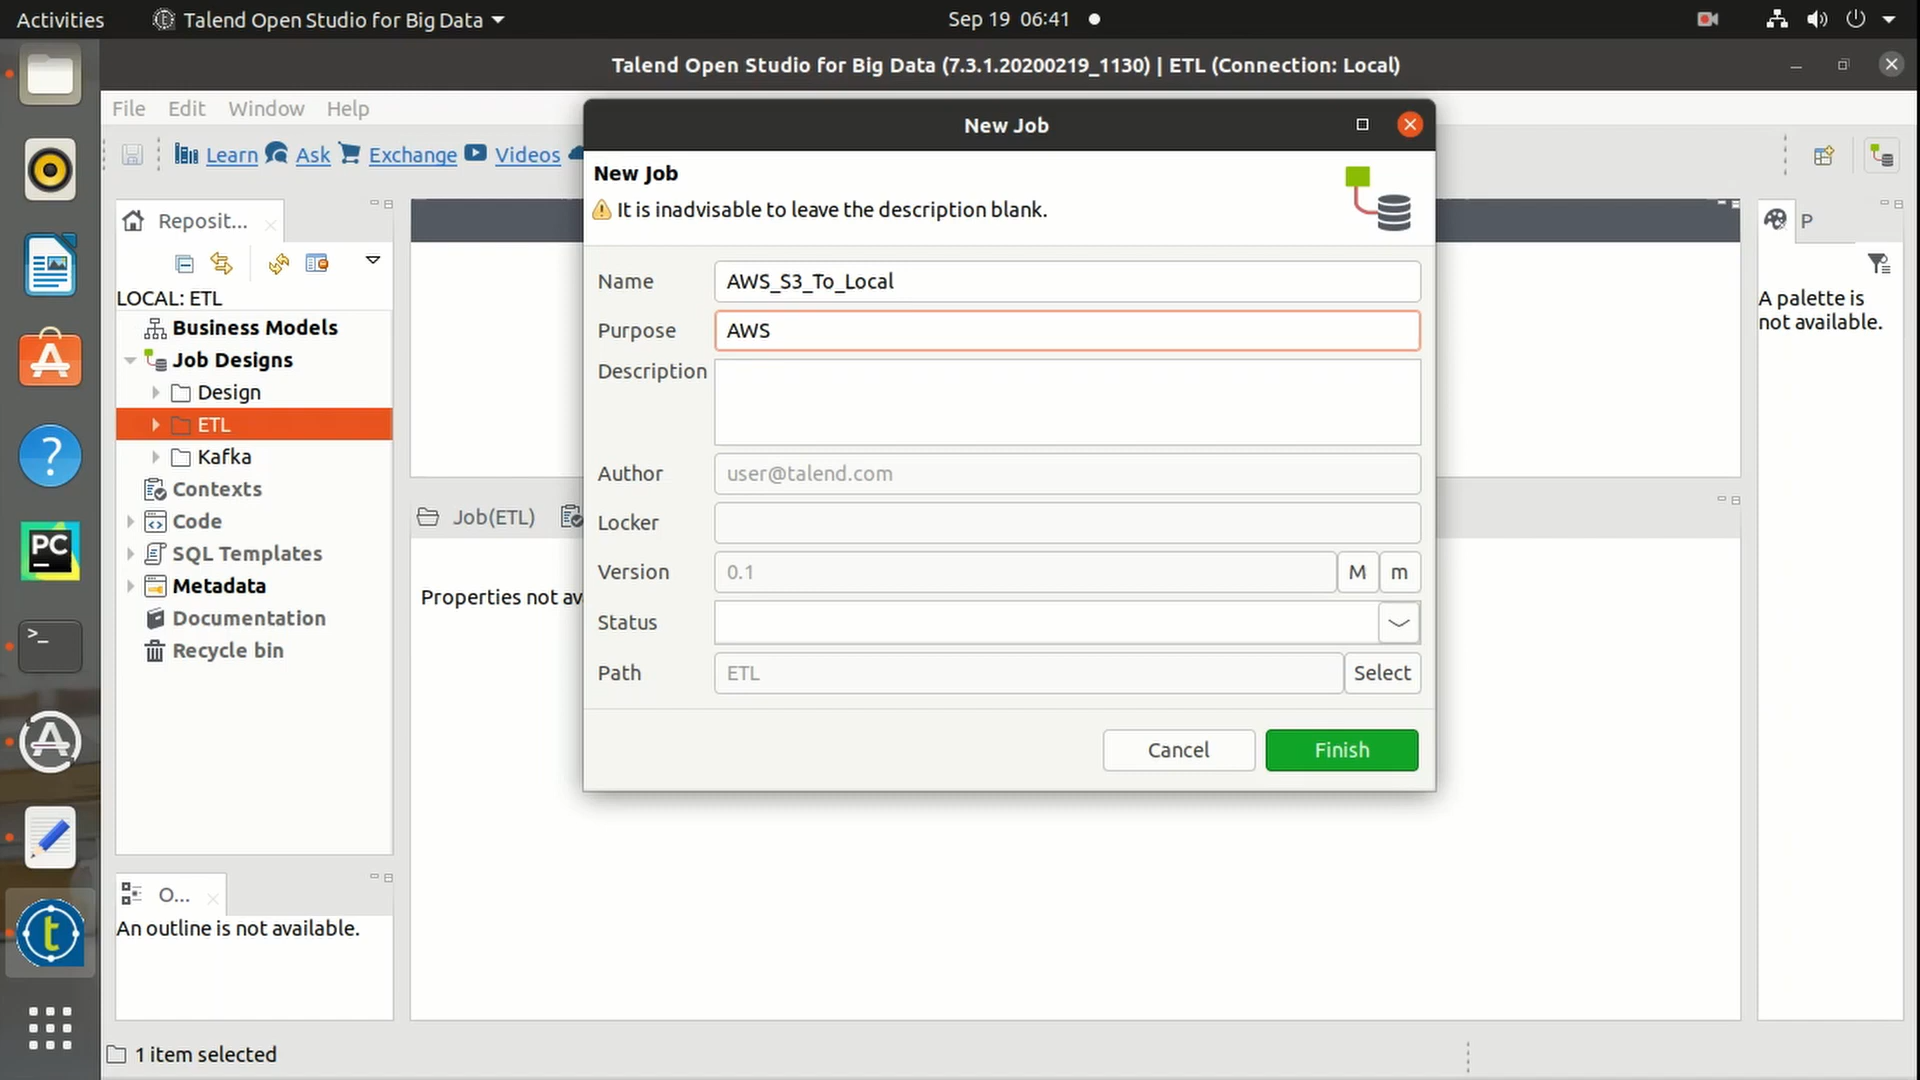 Activities
Talend Open Studio for Big Data
Sep 19 06:41
Talend Open Studio for Big Data (7.3.1.20200219_1130) | ETL (Connection: Local)
File Edit Window Help
Learn Ask Exchange Videos
Reposit...
LOCAL: ETL
Business Models
Job Designs
Design
ETL
Kafka
Contexts
Code
SQL Templates
Metadata
Documentation
Recycle bin
O...
An outline is not available.
1 item selected
Job(ETL)
Properties not av
New Job
New Job
It is inadvisable to leave the description blank.
Name AWS_S3_To_Local
Purpose AWS
Description
Author user@talend.com
Locker
Version 0.1 M m
Status
Path ETL Select
Cancel Finish
P
A palette is
not available.
PC
>_
?
t